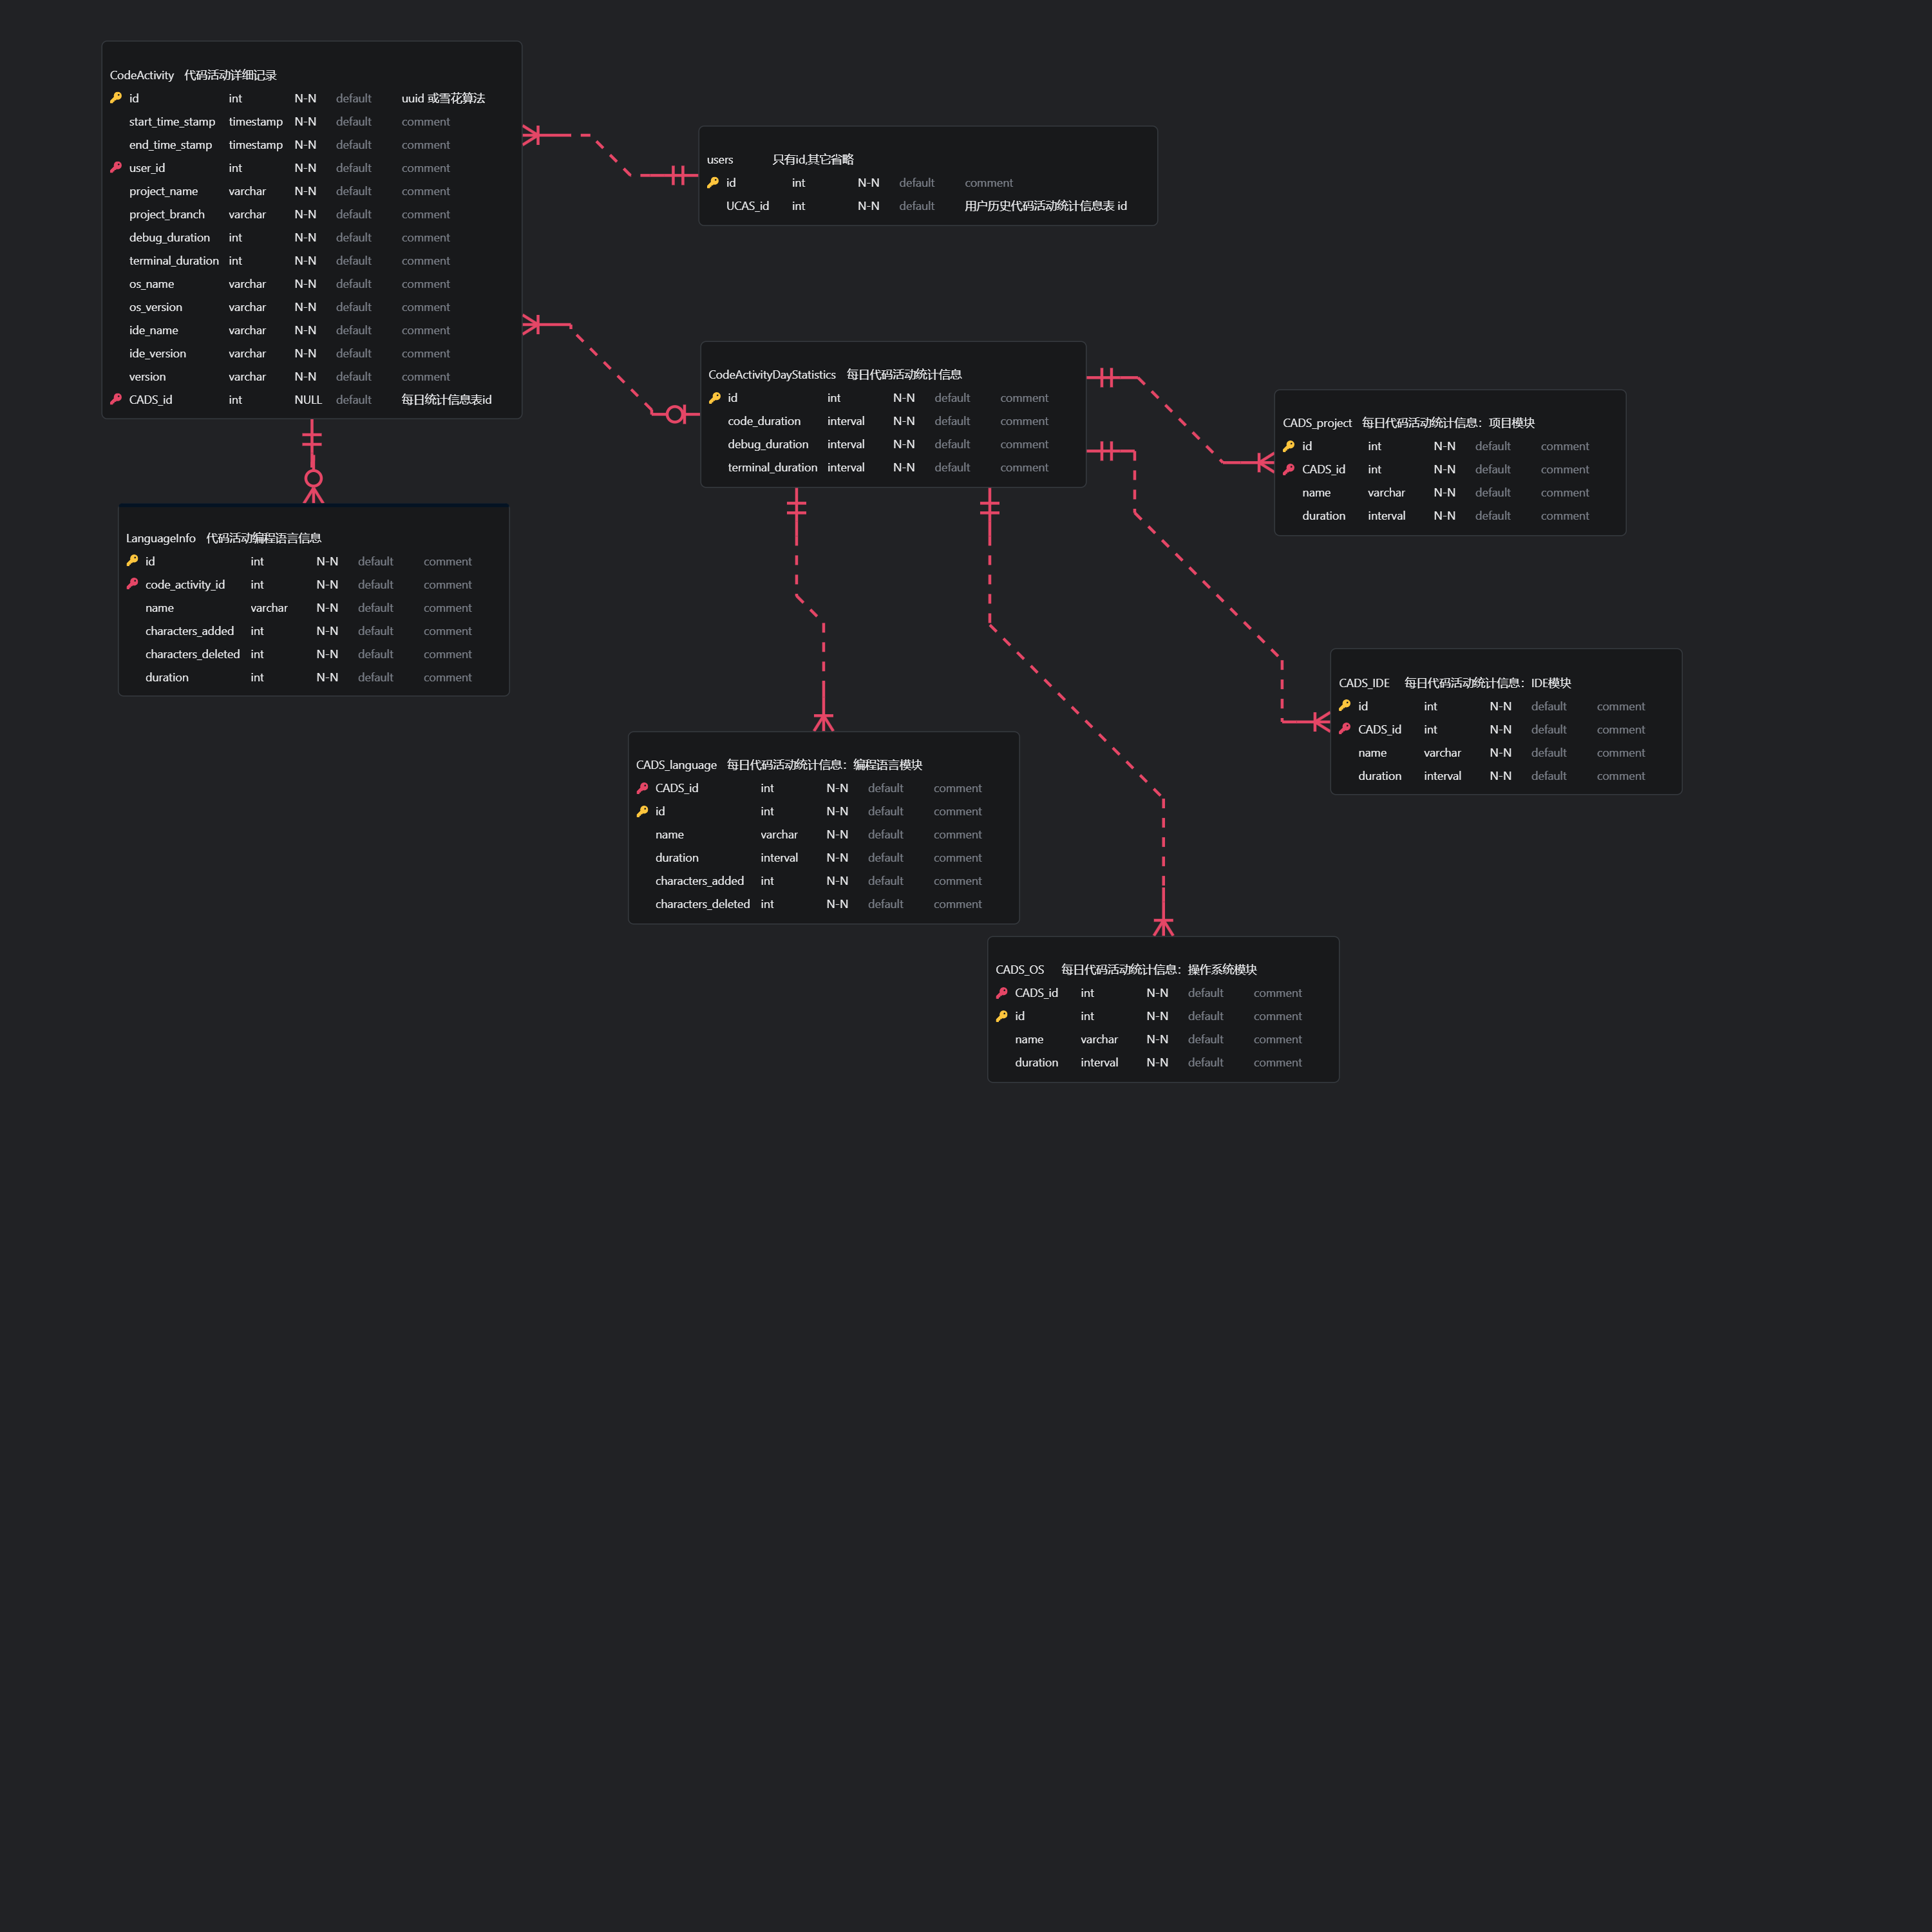 CodeActivity 代码活动详细记录
id int N-N default uuid 或雪花算法
start_time_stamp timestamp N-N default comment
end_time_stamp timestamp N-N default comment
user_id int N-N default comment
project_name varchar N-N default comment
project_branch varchar N-N default comment
debug_duration int N-N default comment
terminal_duration int N-N default comment
os_name varchar N-N default comment
os_version varchar N-N default comment
ide_name varchar N-N default comment
ide_version varchar N-N default comment
version varchar N-N default comment
CADS_id int NULL default 每日统计信息表id
users 只有id,其它省略
id int N-N default comment
UCAS_id int N-N default 用户历史代码活动统计信息表 id
CodeActivityDayStatistics 每日代码活动统计信息
id int N-N default comment
code_duration interval N-N default comment
debug_duration interval N-N default comment
terminal_duration interval N-N default comment
CADS_project 每日代码活动统计信息：项目模块
id int N-N default comment
CADS_id int N-N default comment
name varchar N-N default comment
duration interval N-N default comment
LanguageInfo 代码活动编程语言信息
id int N-N default comment
code_activity_id int N-N default comment
name varchar N-N default comment
characters_added int N-N default comment
characters_deleted int N-N default comment
duration int N-N default comment
CADS_IDE 每日代码活动统计信息：IDE模块
id int N-N default comment
CADS_id int N-N default comment
name varchar N-N default comment
duration interval N-N default comment
CADS_language 每日代码活动统计信息：编程语言模块
CADS_id int N-N default comment
id int N-N default comment
name varchar N-N default comment
duration interval N-N default comment
characters_added int N-N default comment
characters_deleted int N-N default comment
CADS_OS 每日代码活动统计信息：操作系统模块
CADS_id int N-N default comment
id int N-N default comment
name varchar N-N default comment
duration interval N-N default comment